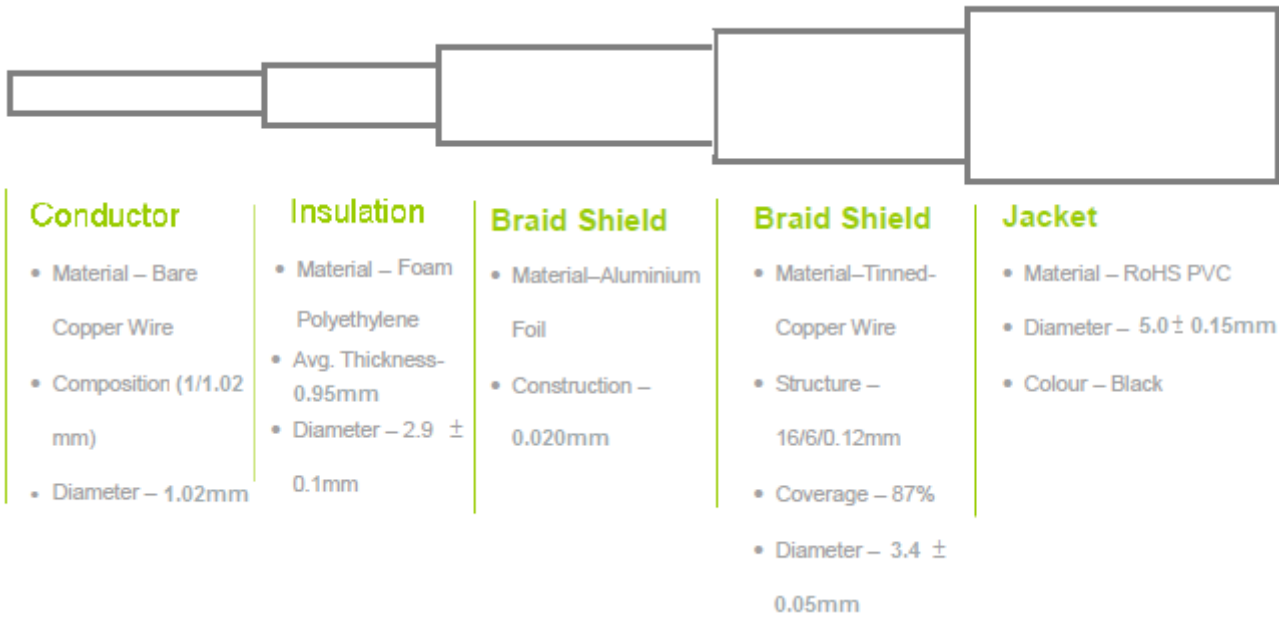 Conductor
• Material – Bare
Copper Wire
• Composition (1/1.02
mm)
• Diameter – 1.02mm
Insulation
• Material – Foam
Polyethylene
• Avg. Thickness-
0.95mm
• Diameter – 2.9 ±
0.1mm
Braid Shield
• Material–Aluminium
Foil
• Construction –
0.020mm
Braid Shield
• Material–Tinned-
Copper Wire
• Structure –
16/6/0.12mm
• Coverage – 87%
• Diameter – 3.4 ±
0.05mm
Jacket
• Material – RoHS PVC
• Diameter – 5.0 ± 0.15mm
• Colour – Black